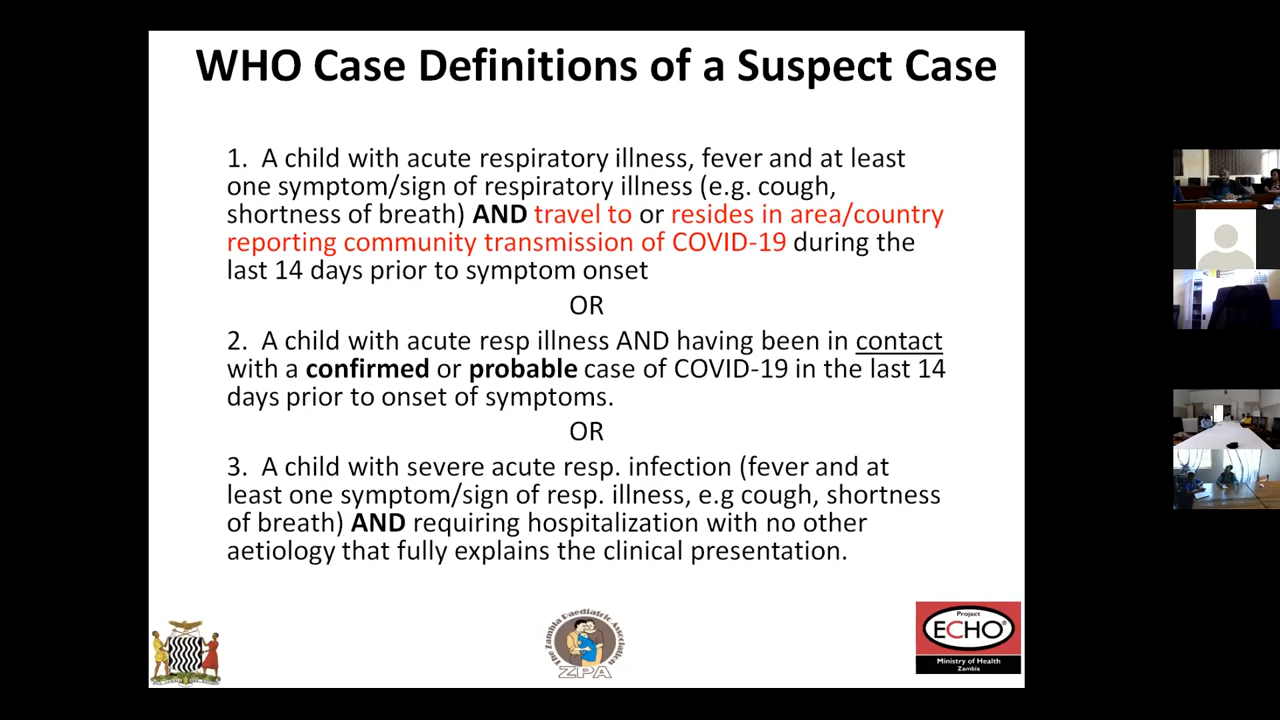 WHO Case Definitions of a Suspect Case
1. A child with acute respiratory illness, fever and at least
one symptom/sign of respiratory illness (e.g. cough,
shortness of breath) AND travel to or resides in area/country
reporting community transmission of COVID-19 during the
last 14 days prior to symptom onset
OR
2. A child with acute resp illness AND having been in contact
with a confirmed or probable case of COVID-19 in the last 14
days prior to onset of symptoms.
OR
3. A child with severe acute resp. infection (fever and at
least one symptom/sign of resp. illness, e.g cough, shortness
of breath) AND requiring hospitalization with no other
aetiology that fully explains the clinical presentation.
The Zambia Paediatric Association
ZPA
Project
ECHO®
Ministry of Health
Zambia